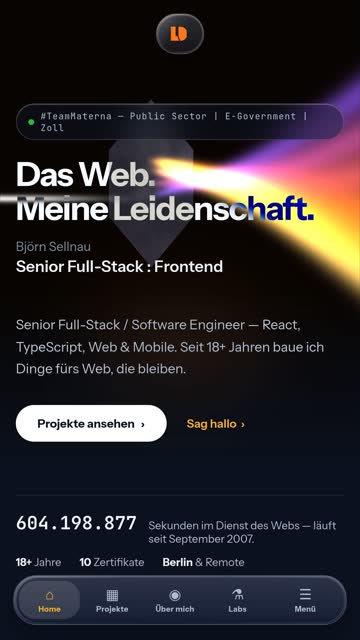 #TeamMaterna — Public Sector | E-Government |
Zoll
Das Web.
Meine Leidenschaft.
Björn Sellnau
Senior Full-Stack : Frontend
Senior Full-Stack / Software Engineer — React,
TypeScript, Web & Mobile. Seit 18+ Jahren baue ich
Dinge fürs Web, die bleiben.
Projekte ansehen › Sag hallo ›
604.198.877 Sekunden im Dienst des Webs — läuft
seit September 2007.
18+ Jahre 10 Zertifikate Berlin & Remote
Home Projekte Über mich Labs Menü